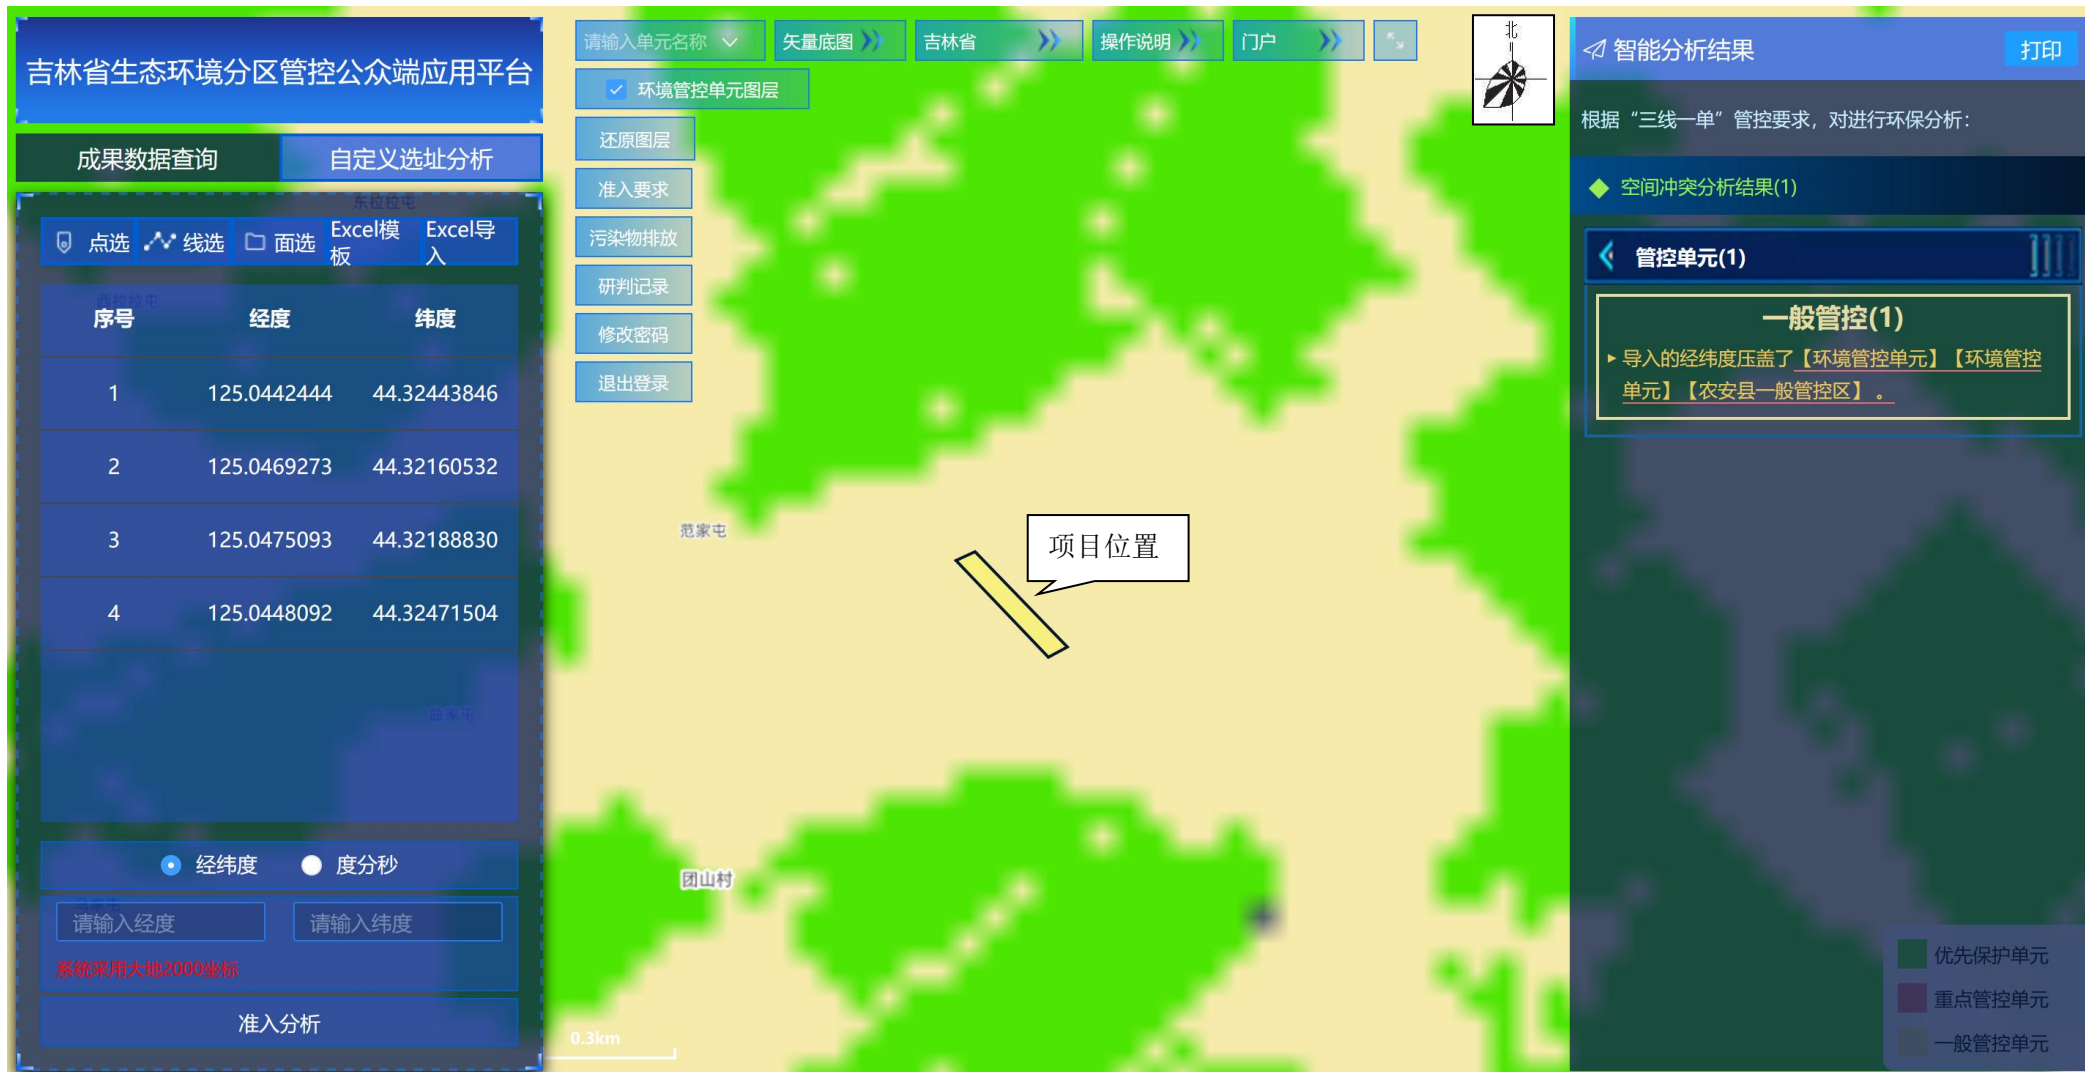 吉林省生态环境分区管控公众端应用平台
成果数据查询
自定义选址分析
东拉拉屯
点选
线选
面选
Excel模板
Excel导入
西拉拉屯
序号 经度 纬度
1 125.0442444 44.32443846
2 125.0469273 44.32160532
3 125.0475093 44.32188830
4 125.0448092 44.32471504
曲家屯
经纬度
度分秒
请输入经度
请输入纬度
系统采用大地2000坐标
准入分析
请输入单元名称
矢量底图
吉林省
操作说明
门户
环境管控单元图层
还原图层
准入要求
污染物排放
研判记录
修改密码
退出登录
北
范家屯
项目位置
团山村
0.3km
智能分析结果
打印
根据“三线一单”管控要求，对进行环保分析：
空间冲突分析结果(1)
管控单元(1)
一般管控(1)
导入的经纬度压盖了【环境管控单元】【环境管控
单元】【农安县一般管控区】。
优先保护单元
重点管控单元
一般管控单元